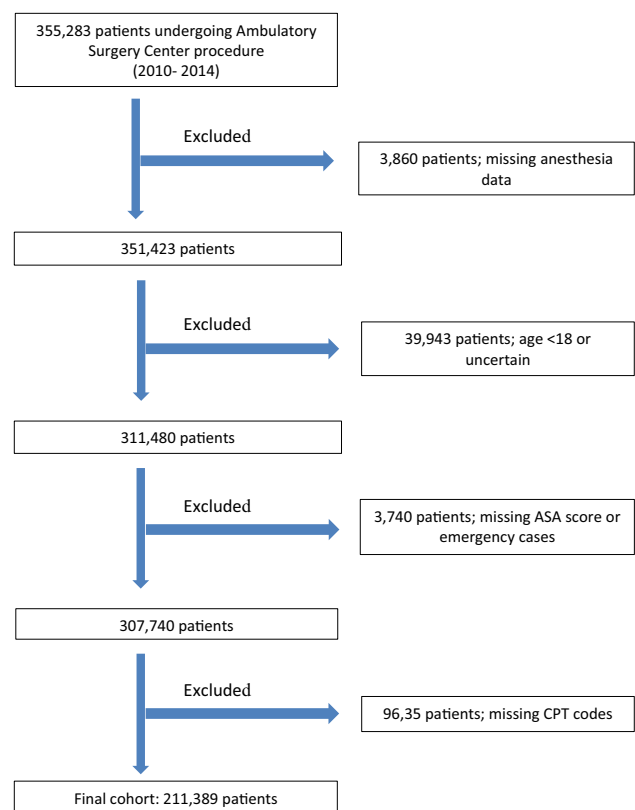 355,283 patients undergoing Ambulatory
Surgery Center procedure
(2010- 2014)
Excluded
3,860 patients; missing anesthesia
data
351,423 patients
Excluded
39,943 patients; age <18 or
uncertain
311,480 patients
Excluded
3,740 patients; missing ASA score or
emergency cases
307,740 patients
Excluded
96,35 patients; missing CPT codes
Final cohort: 211,389 patients